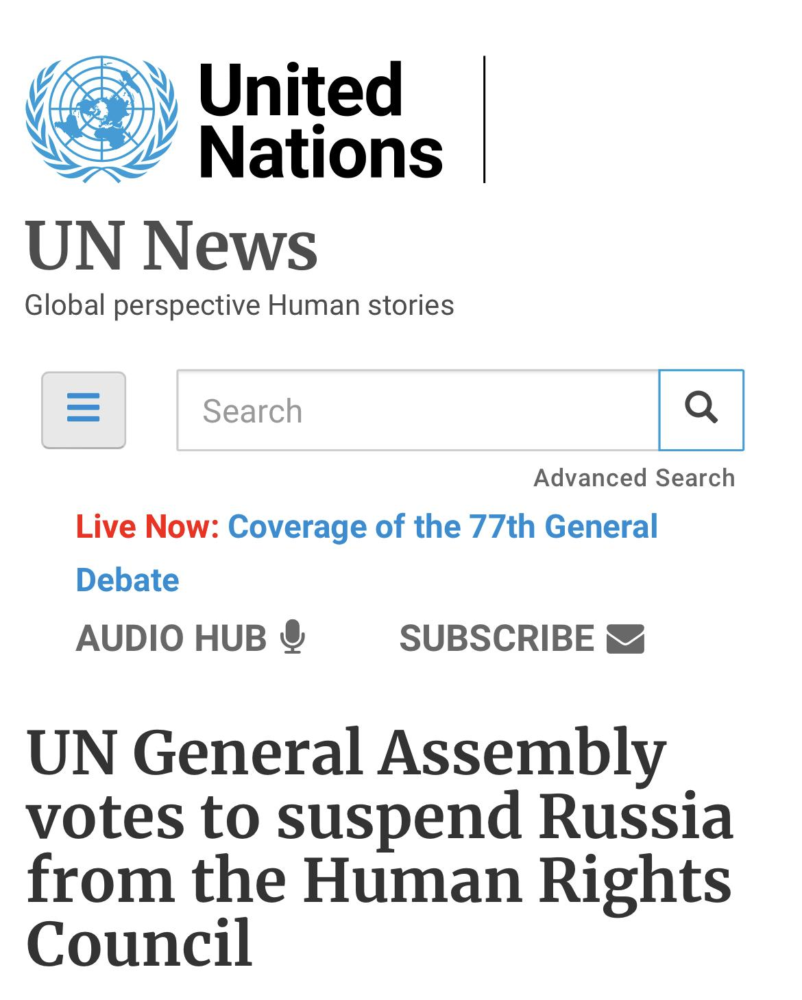 United
Nations
UN News
Global perspective Human stories
Search
Advanced Search
Live Now: Coverage of the 77th General
Debate
AUDIO HUB
SUBSCRIBE
UN General Assembly
votes to suspend Russia
from the Human Rights
Council